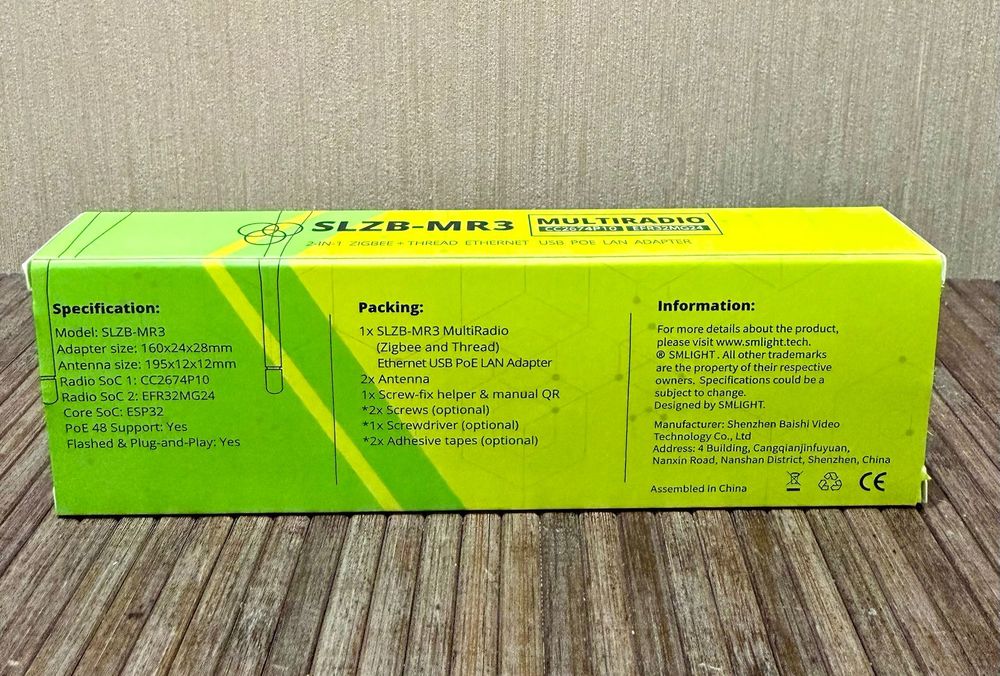 SLZB-MR3
MULTIRADIO
CC2674P10 EFR32MG24
2-IN-1 ZIGBEE + THREAD ETHERNET USB POE LAN ADAPTER
Specification:
Model: SLZB-MR3
Adapter size: 160x24x28mm
Antenna size: 195x12x12mm
Radio SoC 1: CC2674P10
Radio SoC 2: EFR32MG24
Core SoC: ESP32
PoE 48 Support: Yes
Flashed & Plug-and-Play: Yes
Packing:
1x SLZB-MR3 MultiRadio
(Zigbee and Thread)
Ethernet USB PoE LAN Adapter
2x Antenna
1x Screw-fix helper & manual QR
*2x Screws (optional)
*1x Screwdriver (optional)
*2x Adhesive tapes (optional)
Information:
For more details about the product,
please visit www.smlight.tech.
® SMLIGHT . All other trademarks
are the property of their respective
owners. Specifications could be a
subject to change.
Designed by SMLIGHT.
Manufacturer: Shenzhen Baishi Video
Technology Co., Ltd
Address: 4 Building, Cangqianjinfuyuan,
Nanxin Road, Nanshan District, Shenzhen, China
Assembled in China
CE